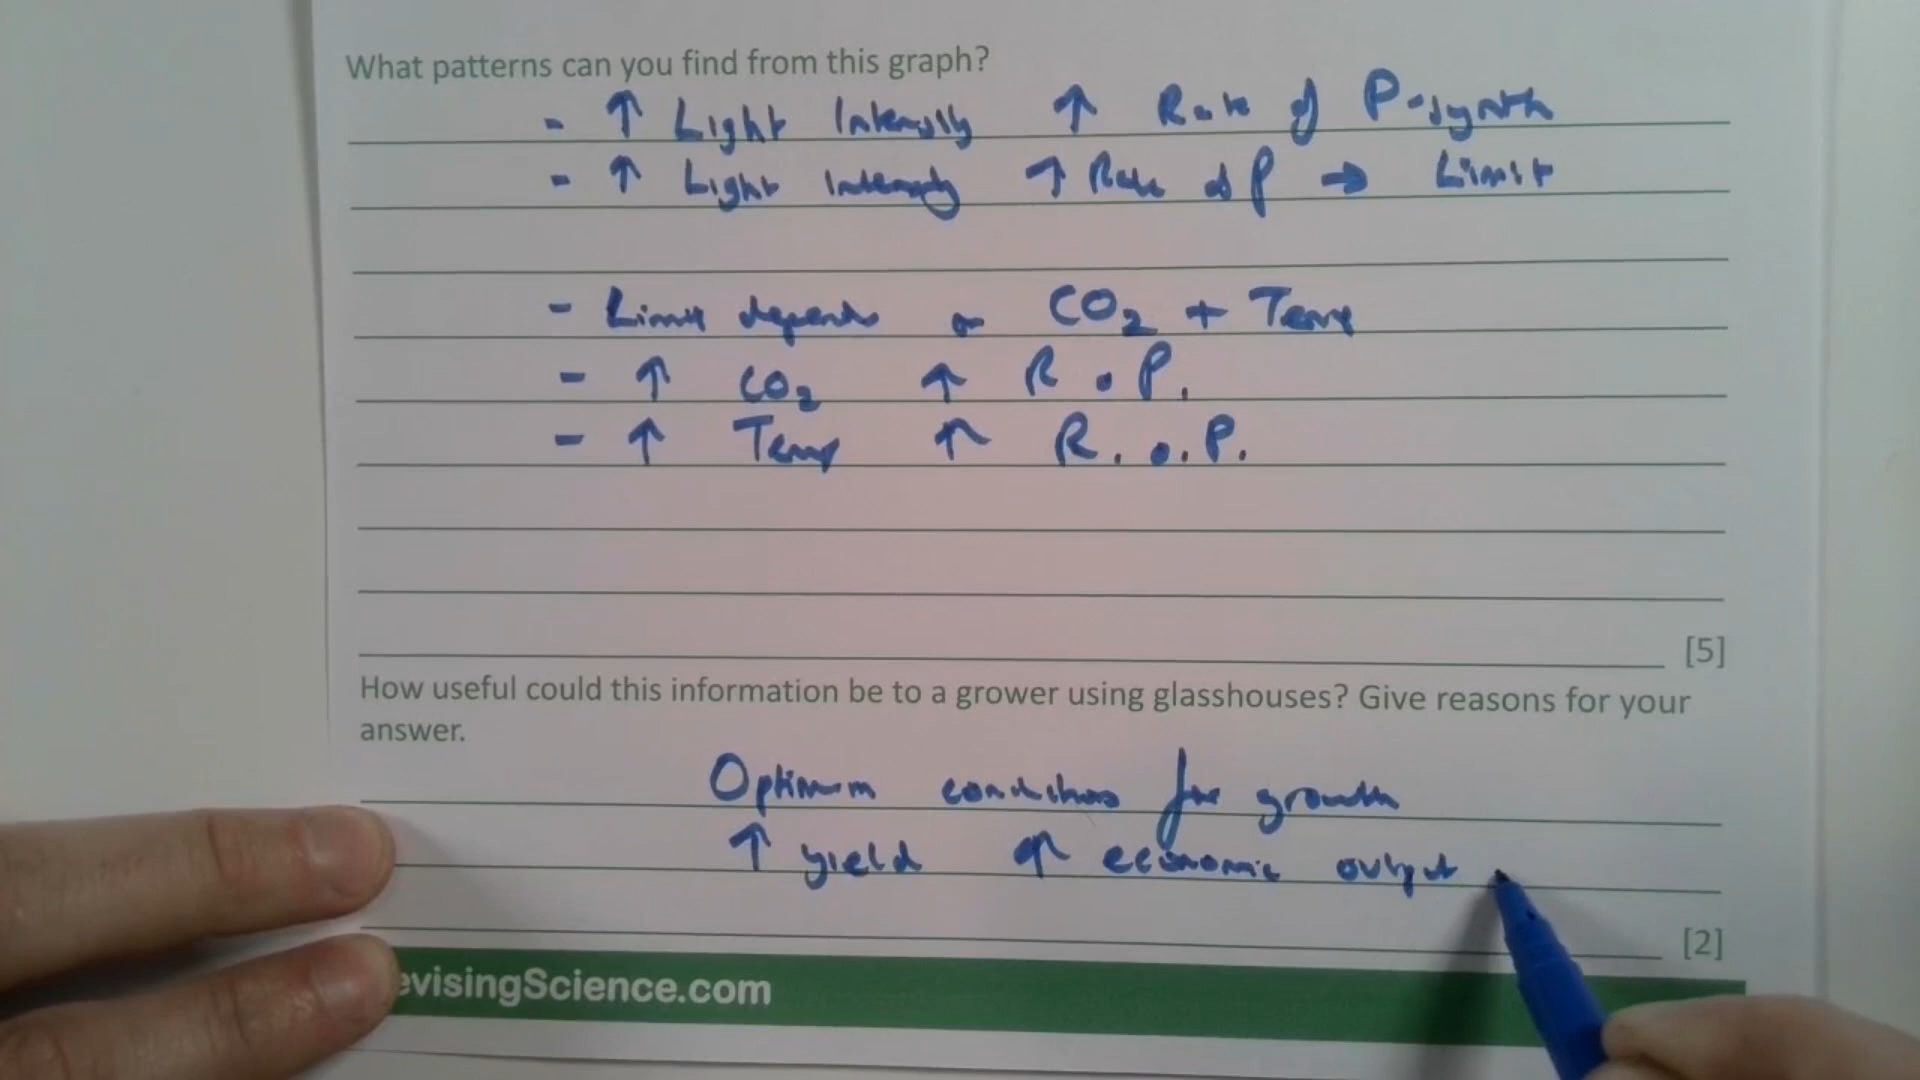 What patterns can you find from this graph?
- ↑ Light Intensity ↑ Rate of P-synth
- ↑ Light Intensity ↑ Rate of P → Limit
- Limit depends on CO₂ + Temp
- ↑ CO₂ ↑ R.o.P.
- ↑ Temp ↑ R.o.P.
[5]
How useful could this information be to a grower using glasshouses? Give reasons for your
answer.
Optimum conditions for growth
↑ yield ↑ economic output
[2]
evisingScience.com